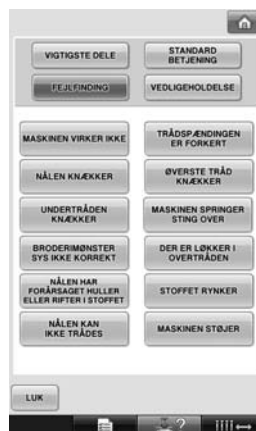 VIGTIGSTE DELE
STANDARD
BETJENING
FEJLFINDING
VEDLIGEHOLDELSE
MASKINEN VIRKER IKKE
TRÅDSPÆNDINGEN
ER FORKERT
NÅLEN KNÆKKER
ØVERSTE TRÅD
KNÆKKER
UNDERTRÅDEN
KNÆKKER
MASKINEN SPRINGER
STING OVER
BRODERIMØNSTER
SYS IKKE KORREKT
DER ER LØKKER I
OVERTRÅDEN
NÅLEN HAR
FORÅRSAGET HULLER
ELLER RIFTER I STOFFET
STOFFET RYNKER
NÅLEN KAN
IKKE TRÅDES
MASKINEN STØJER
LUK
?